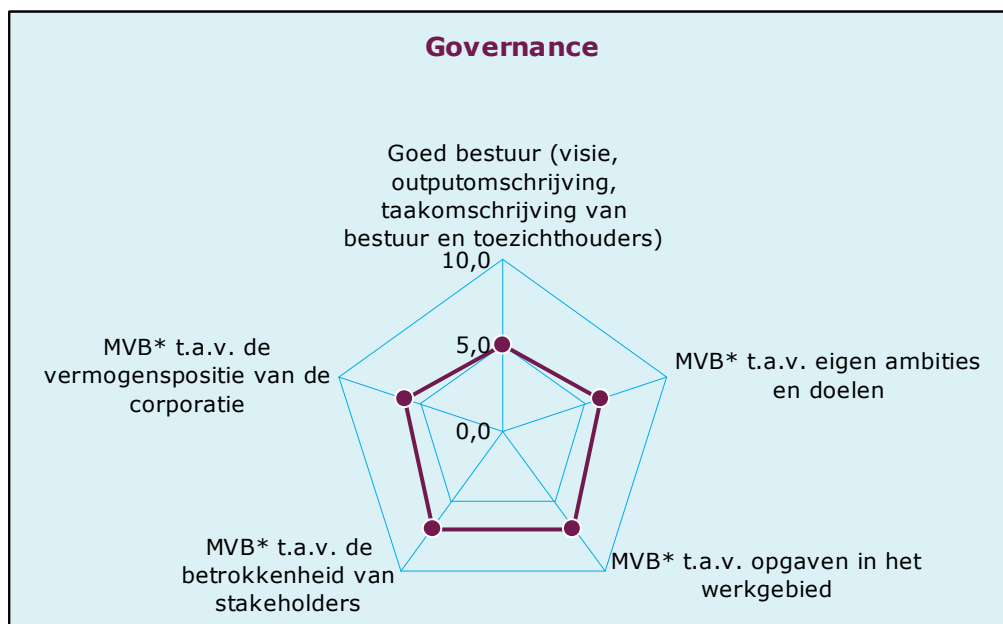 Governance
Goed bestuur (visie,
outputomschrijving,
taakomschrijving van
bestuur en toezichthouders)
10,0
5,0
0,0
MVB* t.a.v. eigen ambities
en doelen
MVB* t.a.v. opgaven in het
werkgebied
MVB* t.a.v. de
betrokkenheid van
stakeholders
MVB* t.a.v. de
vermogenspositie van de
corporatie